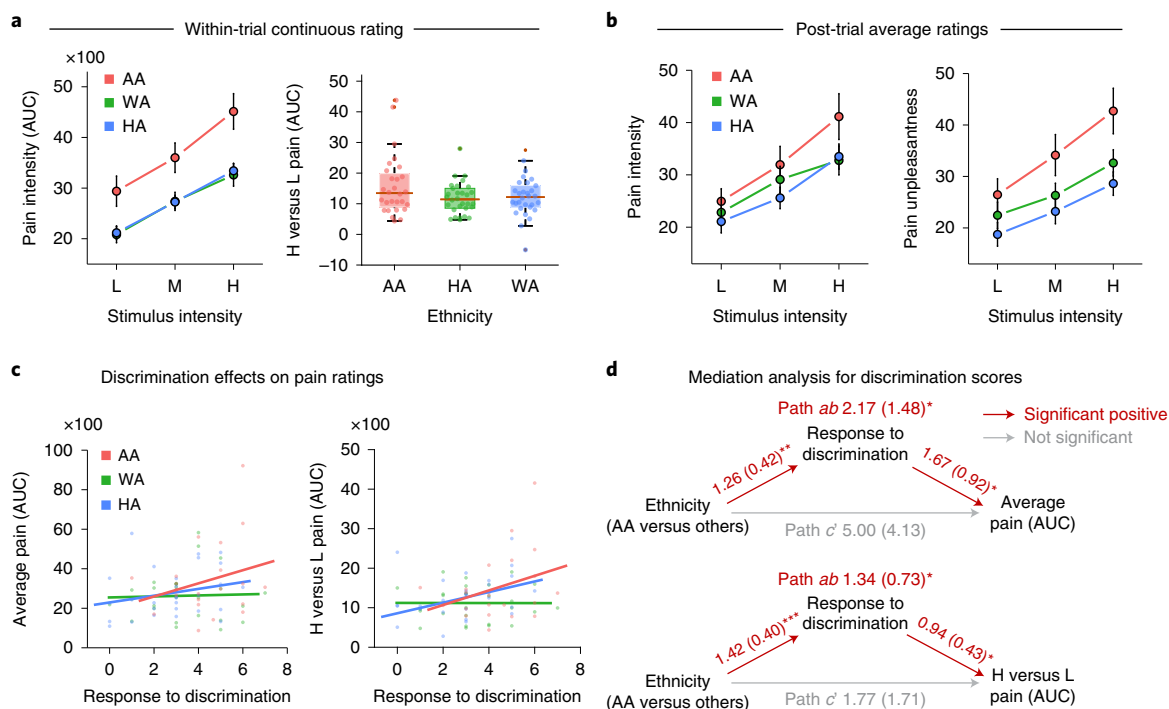 a
Within-trial continuous rating
×100
Pain intensity (AUC)
50
40
30
20
AA
WA
HA
L M H
Stimulus intensity
H versus L pain (AUC)
50
40
30
20
10
0
–10
AA HA WA
Ethnicity
b
Post-trial average ratings
Pain intensity
50
40
30
20
AA
WA
HA
L M H
Stimulus intensity
Pain unpleasantness
50
40
30
20
L M H
Stimulus intensity
c
Discrimination effects on pain ratings
×100
Average pain (AUC)
100
80
60
40
20
0
AA
WA
HA
0 2 4 6 8
Response to discrimination
×100
H versus L pain (AUC)
50
40
30
20
10
0
0 2 4 6 8
Response to discrimination
d
Mediation analysis for discrimination scores
Significant positive
Not significant
Path ab 2.17 (1.48)*
Response to
discrimination
1.26 (0.42)**
1.67 (0.92)*
Ethnicity
(AA versus others)
Path c′ 5.00 (4.13)
Average
pain (AUC)
Path ab 1.34 (0.73)*
Response to
discrimination
1.42 (0.40)***
0.94 (0.43)*
Ethnicity
(AA versus others)
Path c′ 1.77 (1.71)
H versus L
pain (AUC)